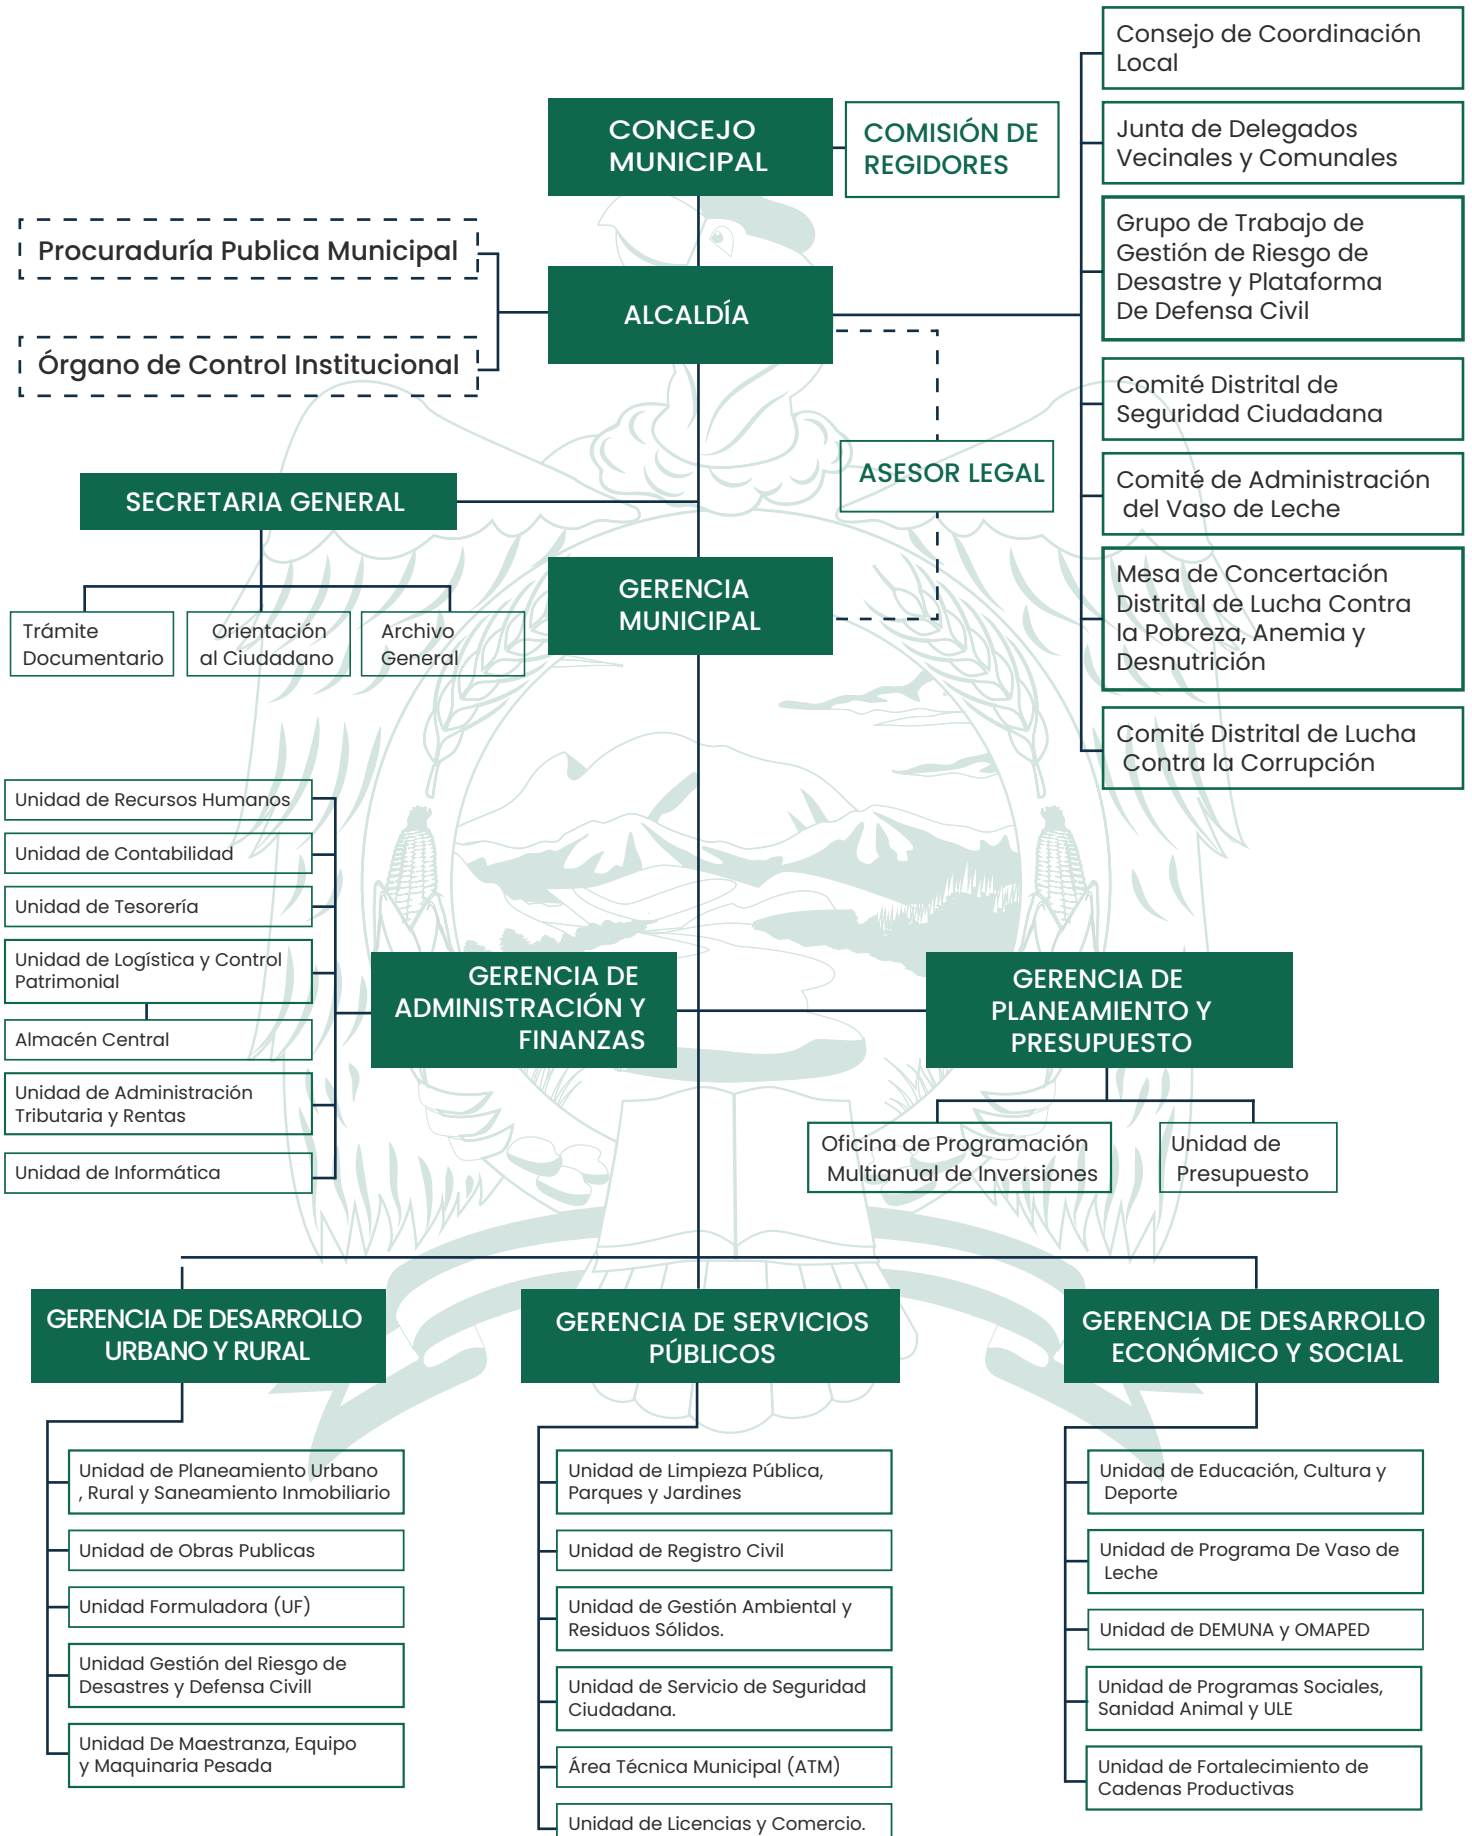 CONCEJO
MUNICIPAL
COMISIÓN DE
REGIDORES
Consejo de Coordinación
Local
Junta de Delegados
Vecinales y Comunales
Grupo de Trabajo de
Gestión de Riesgo de
Desastre y Plataforma
De Defensa Civil
Comité Distrital de
Seguridad Ciudadana
Comité de Administración
del Vaso de Leche
Mesa de Concertación
Distrital de Lucha Contra
la Pobreza, Anemia y
Desnutrición
Comité Distrital de Lucha
Contra la Corrupción
Procuraduría Publica Municipal
Órgano de Control Institucional
ALCALDÍA
ASESOR LEGAL
SECRETARIA GENERAL
Trámite
Documentario
Orientación
al Ciudadano
Archivo
General
GERENCIA
MUNICIPAL
Unidad de Recursos Humanos
Unidad de Contabilidad
Unidad de Tesorería
Unidad de Logística y Control
Patrimonial
Almacén Central
Unidad de Administración
Tributaria y Rentas
Unidad de Informática
GERENCIA DE
ADMINISTRACIÓN Y
FINANZAS
GERENCIA DE
PLANEAMIENTO Y
PRESUPUESTO
Oficina de Programación
Multianual de Inversiones
Unidad de
Presupuesto
GERENCIA DE DESARROLLO
URBANO Y RURAL
Unidad de Planeamiento Urbano
, Rural y Saneamiento Inmobiliario
Unidad de Obras Publicas
Unidad Formuladora (UF)
Unidad Gestión del Riesgo de
Desastres y Defensa Civill
Unidad De Maestranza, Equipo
y Maquinaria Pesada
GERENCIA DE SERVICIOS
PÚBLICOS
Unidad de Limpieza Pública,
Parques y Jardines
Unidad de Registro Civil
Unidad de Gestión Ambiental y
Residuos Sólidos.
Unidad de Servicio de Seguridad
Ciudadana.
Área Técnica Municipal (ATM)
Unidad de Licencias y Comercio.
GERENCIA DE DESARROLLO
ECONÓMICO Y SOCIAL
Unidad de Educación, Cultura y
Deporte
Unidad de Programa De Vaso de
Leche
Unidad de DEMUNA y OMAPED
Unidad de Programas Sociales,
Sanidad Animal y ULE
Unidad de Fortalecimiento de
Cadenas Productivas